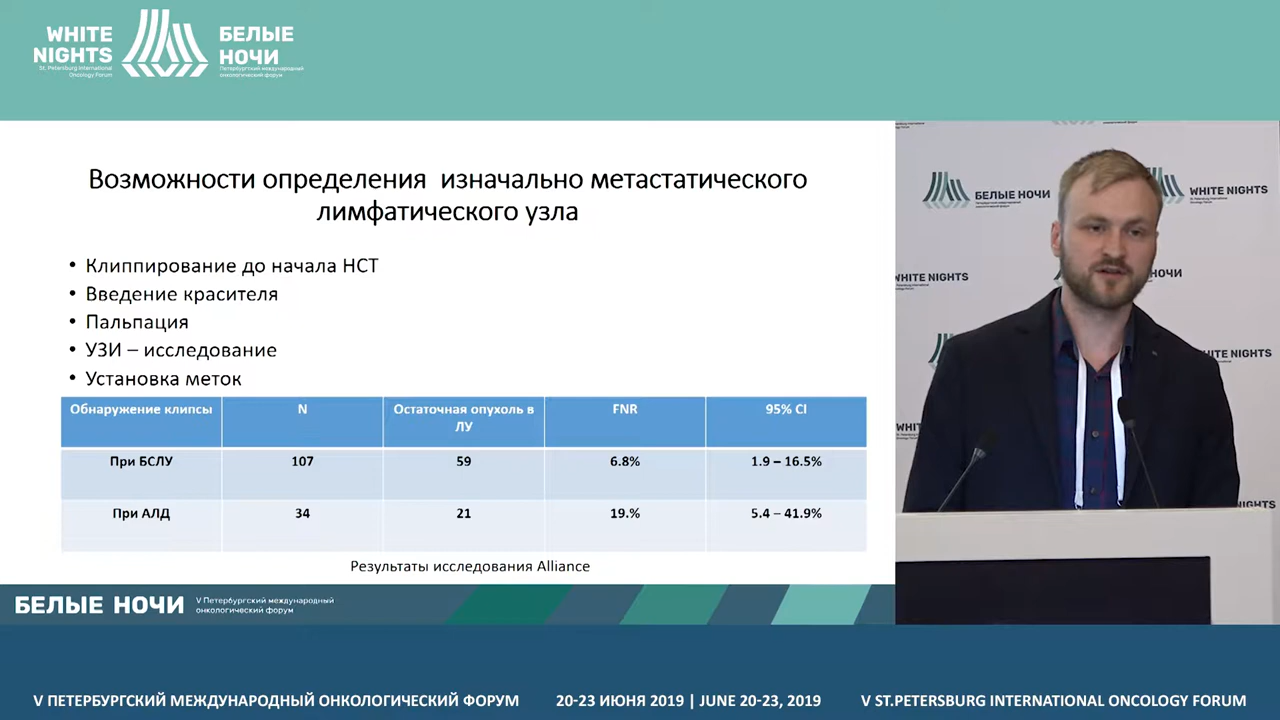 WHITE
NIGHTS
St. Petersburg International
Oncology Forum
БЕЛЫЕ
НОЧИ
Петербургский международный
онкологический форум
Возможности определения изначально метастатического
лимфатического узла
• Клиппирование до начала НСТ
• Введение красителя
• Пальпация
• УЗИ – исследование
• Установка меток
Обнаружение клипсы N Остаточная опухоль в FNR 95% CI
ЛУ
При БСЛУ 107 59 6.8% 1.9 – 16.5%
При АЛД 34 21 19.% 5.4 – 41.9%
Результаты исследования Alliance
БЕЛЫЕ НОЧИ
V Петербургский международный
онкологический форум
БЕЛЫЕ НОЧИ
WHITE NIGHTS
WHITE NIGHTS
НОЧИ
WHITE NIGHTS
NIGHTS
V ПЕТЕРБУРГСКИЙ МЕЖДУНАРОДНЫЙ ОНКОЛОГИЧЕСКИЙ ФОРУМ 20-23 ИЮНЯ 2019 | JUNE 20-23, 2019 V ST.PETERSBURG INTERNATIONAL ONCOLOGY FORUM